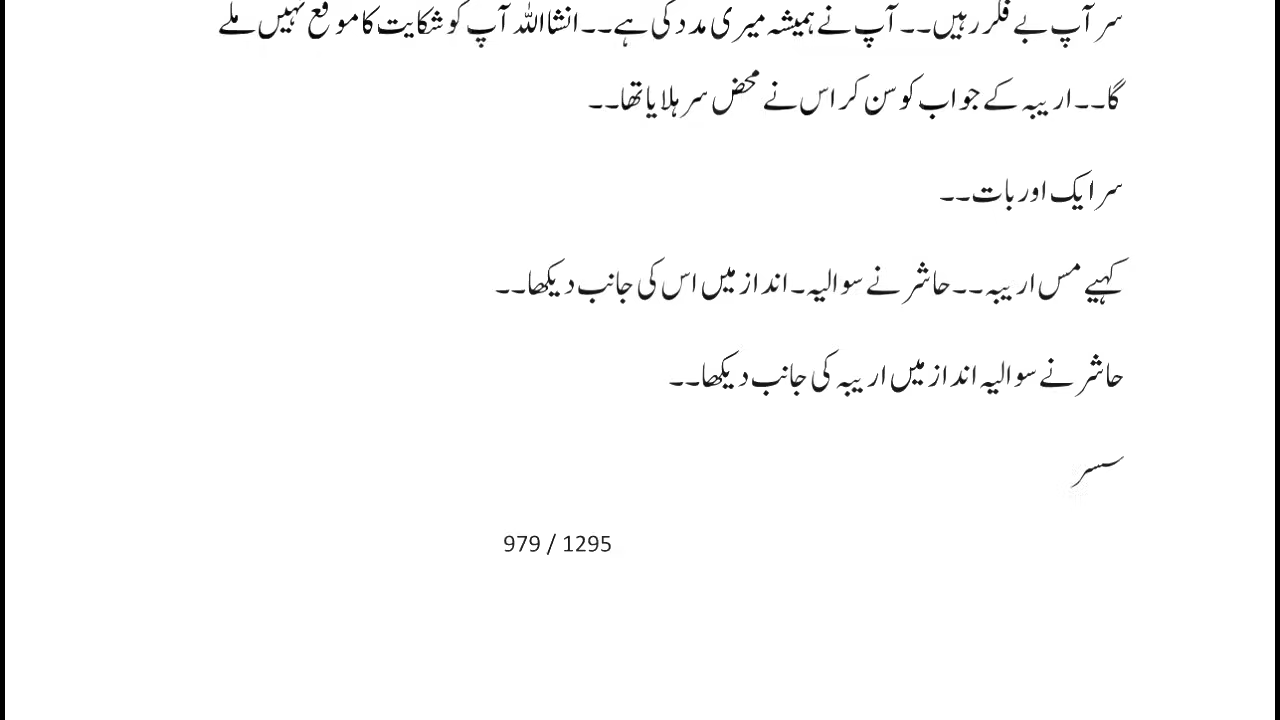 سر آپ بے فکر رہیں۔۔ آپ نے ہمیشہ میری مدد کی ہے۔۔انشااللہ آپ کو شکایت کا موقع نہیں ملے
گا۔۔اریبہ کے جواب کو سن کر اس نے محض سر ہلایا تھا۔۔
سر ایک اور بات۔۔
کہیے مس اریبہ۔۔حاشر نے سوالیہ۔انداز میں اس کی جانب دیکھا۔۔
حاشر نے سوالیہ انداز میں اریبہ کی جانب دیکھا۔۔
سسر
979 / 1295